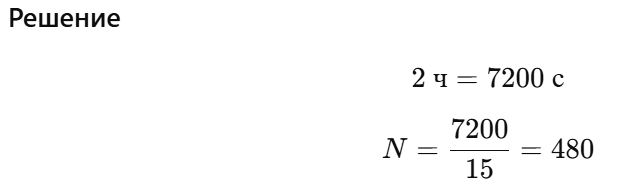 Решение
2 ч = 7200 с
N = 7200/15 = 480